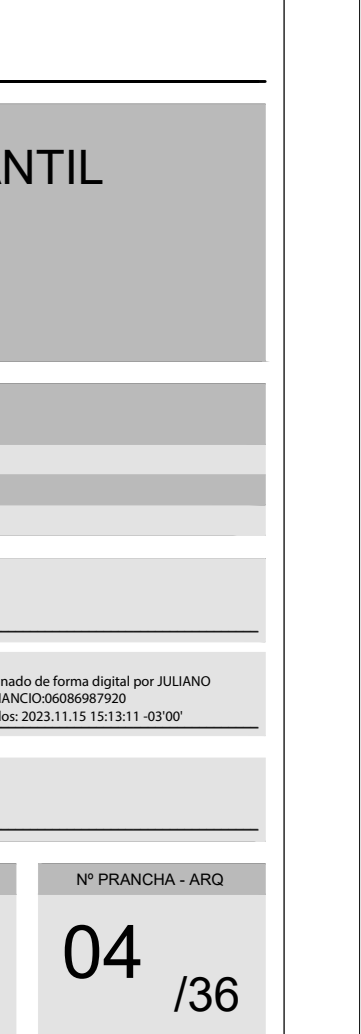 ANTIL
nado de forma digital por JULIANO
IANCIO:06086987920
dos: 2023.11.15 15:13:11 -03'00'
Nº PRANCHA - ARQ
04
/36